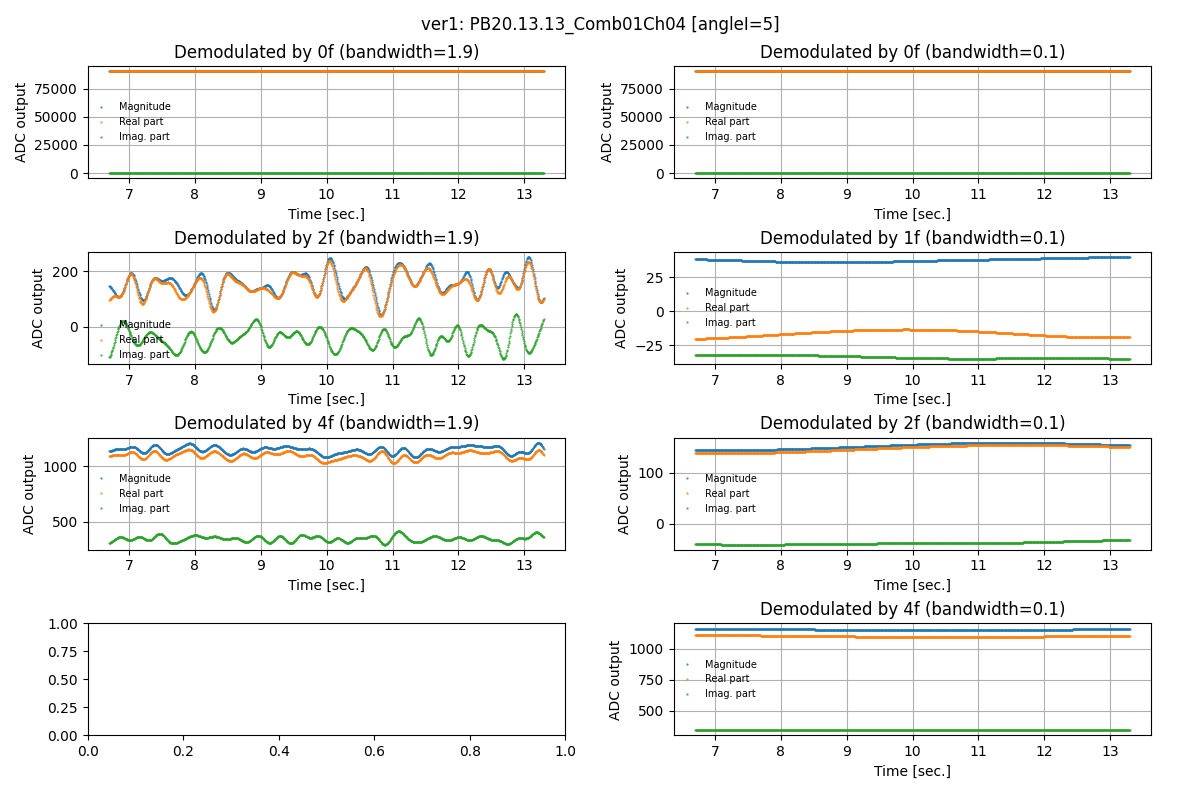 ver1: PB20.13.13_Comb01Ch04 [angleI=5]
Demodulated by 0f (bandwidth=1.9)
ADC output
75000
50000
25000
0
Magnitude
Real part
Imag. part
7 8 9 10 11 12 13
Time [sec.]
Demodulated by 0f (bandwidth=0.1)
ADC output
75000
50000
25000
0
Magnitude
Real part
Imag. part
7 8 9 10 11 12 13
Time [sec.]
Demodulated by 2f (bandwidth=1.9)
ADC output
200
0
Magnitude
Real part
Imag. part
7 8 9 10 11 12 13
Time [sec.]
Demodulated by 1f (bandwidth=0.1)
ADC output
25
0
−25
Magnitude
Real part
Imag. part
7 8 9 10 11 12 13
Time [sec.]
Demodulated by 4f (bandwidth=1.9)
ADC output
1000
500
Magnitude
Real part
Imag. part
7 8 9 10 11 12 13
Time [sec.]
Demodulated by 2f (bandwidth=0.1)
ADC output
100
0
Magnitude
Real part
Imag. part
7 8 9 10 11 12 13
Time [sec.]
1.00
0.75
0.50
0.25
0.00
0.0 0.2 0.4 0.6 0.8 1.0
Demodulated by 4f (bandwidth=0.1)
ADC output
1000
750
500
Magnitude
Real part
Imag. part
7 8 9 10 11 12 13
Time [sec.]